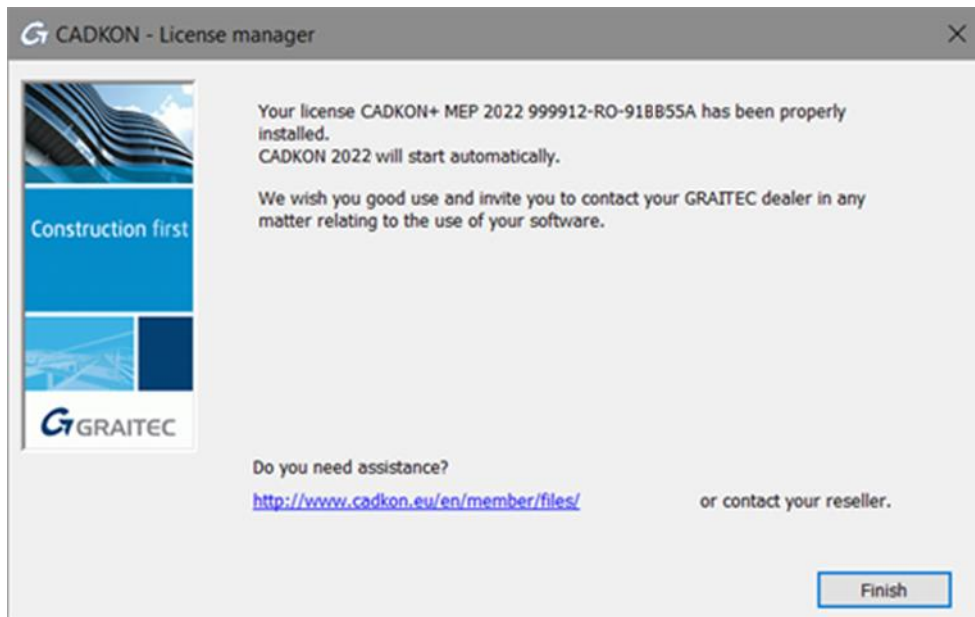 CADKON - License manager
Construction first
GRAITEC
Your license CADKON+ MEP 2022 999912-RO-91BB55A has been properly
installed.
CADKON 2022 will start automatically.
We wish you good use and invite you to contact your GRAITEC dealer in any
matter relating to the use of your software.
Do you need assistance?
http://www.cadkon.eu/en/member/files/ or contact your reseller.
Finish